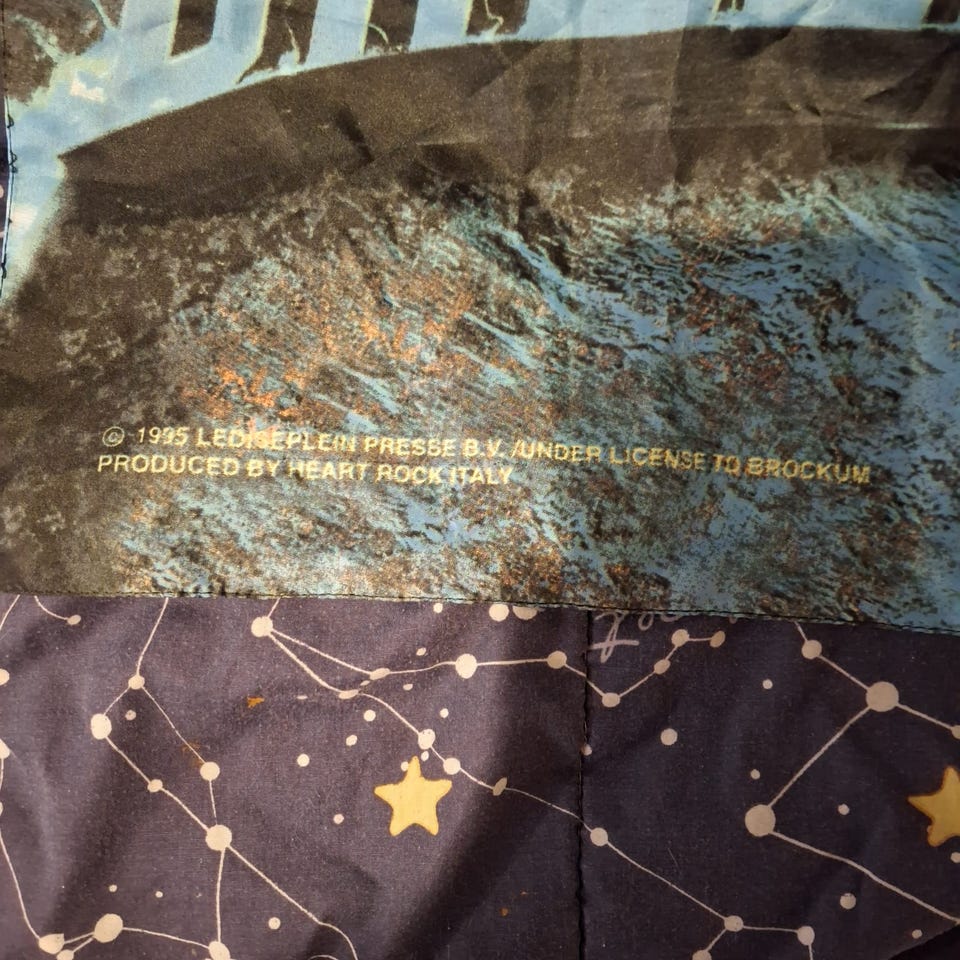 © 1995 LEDISEPLEIN PRESSE B.V. /UNDER LICENSE TO BROCKUM
PRODUCED BY HEART ROCK ITALY